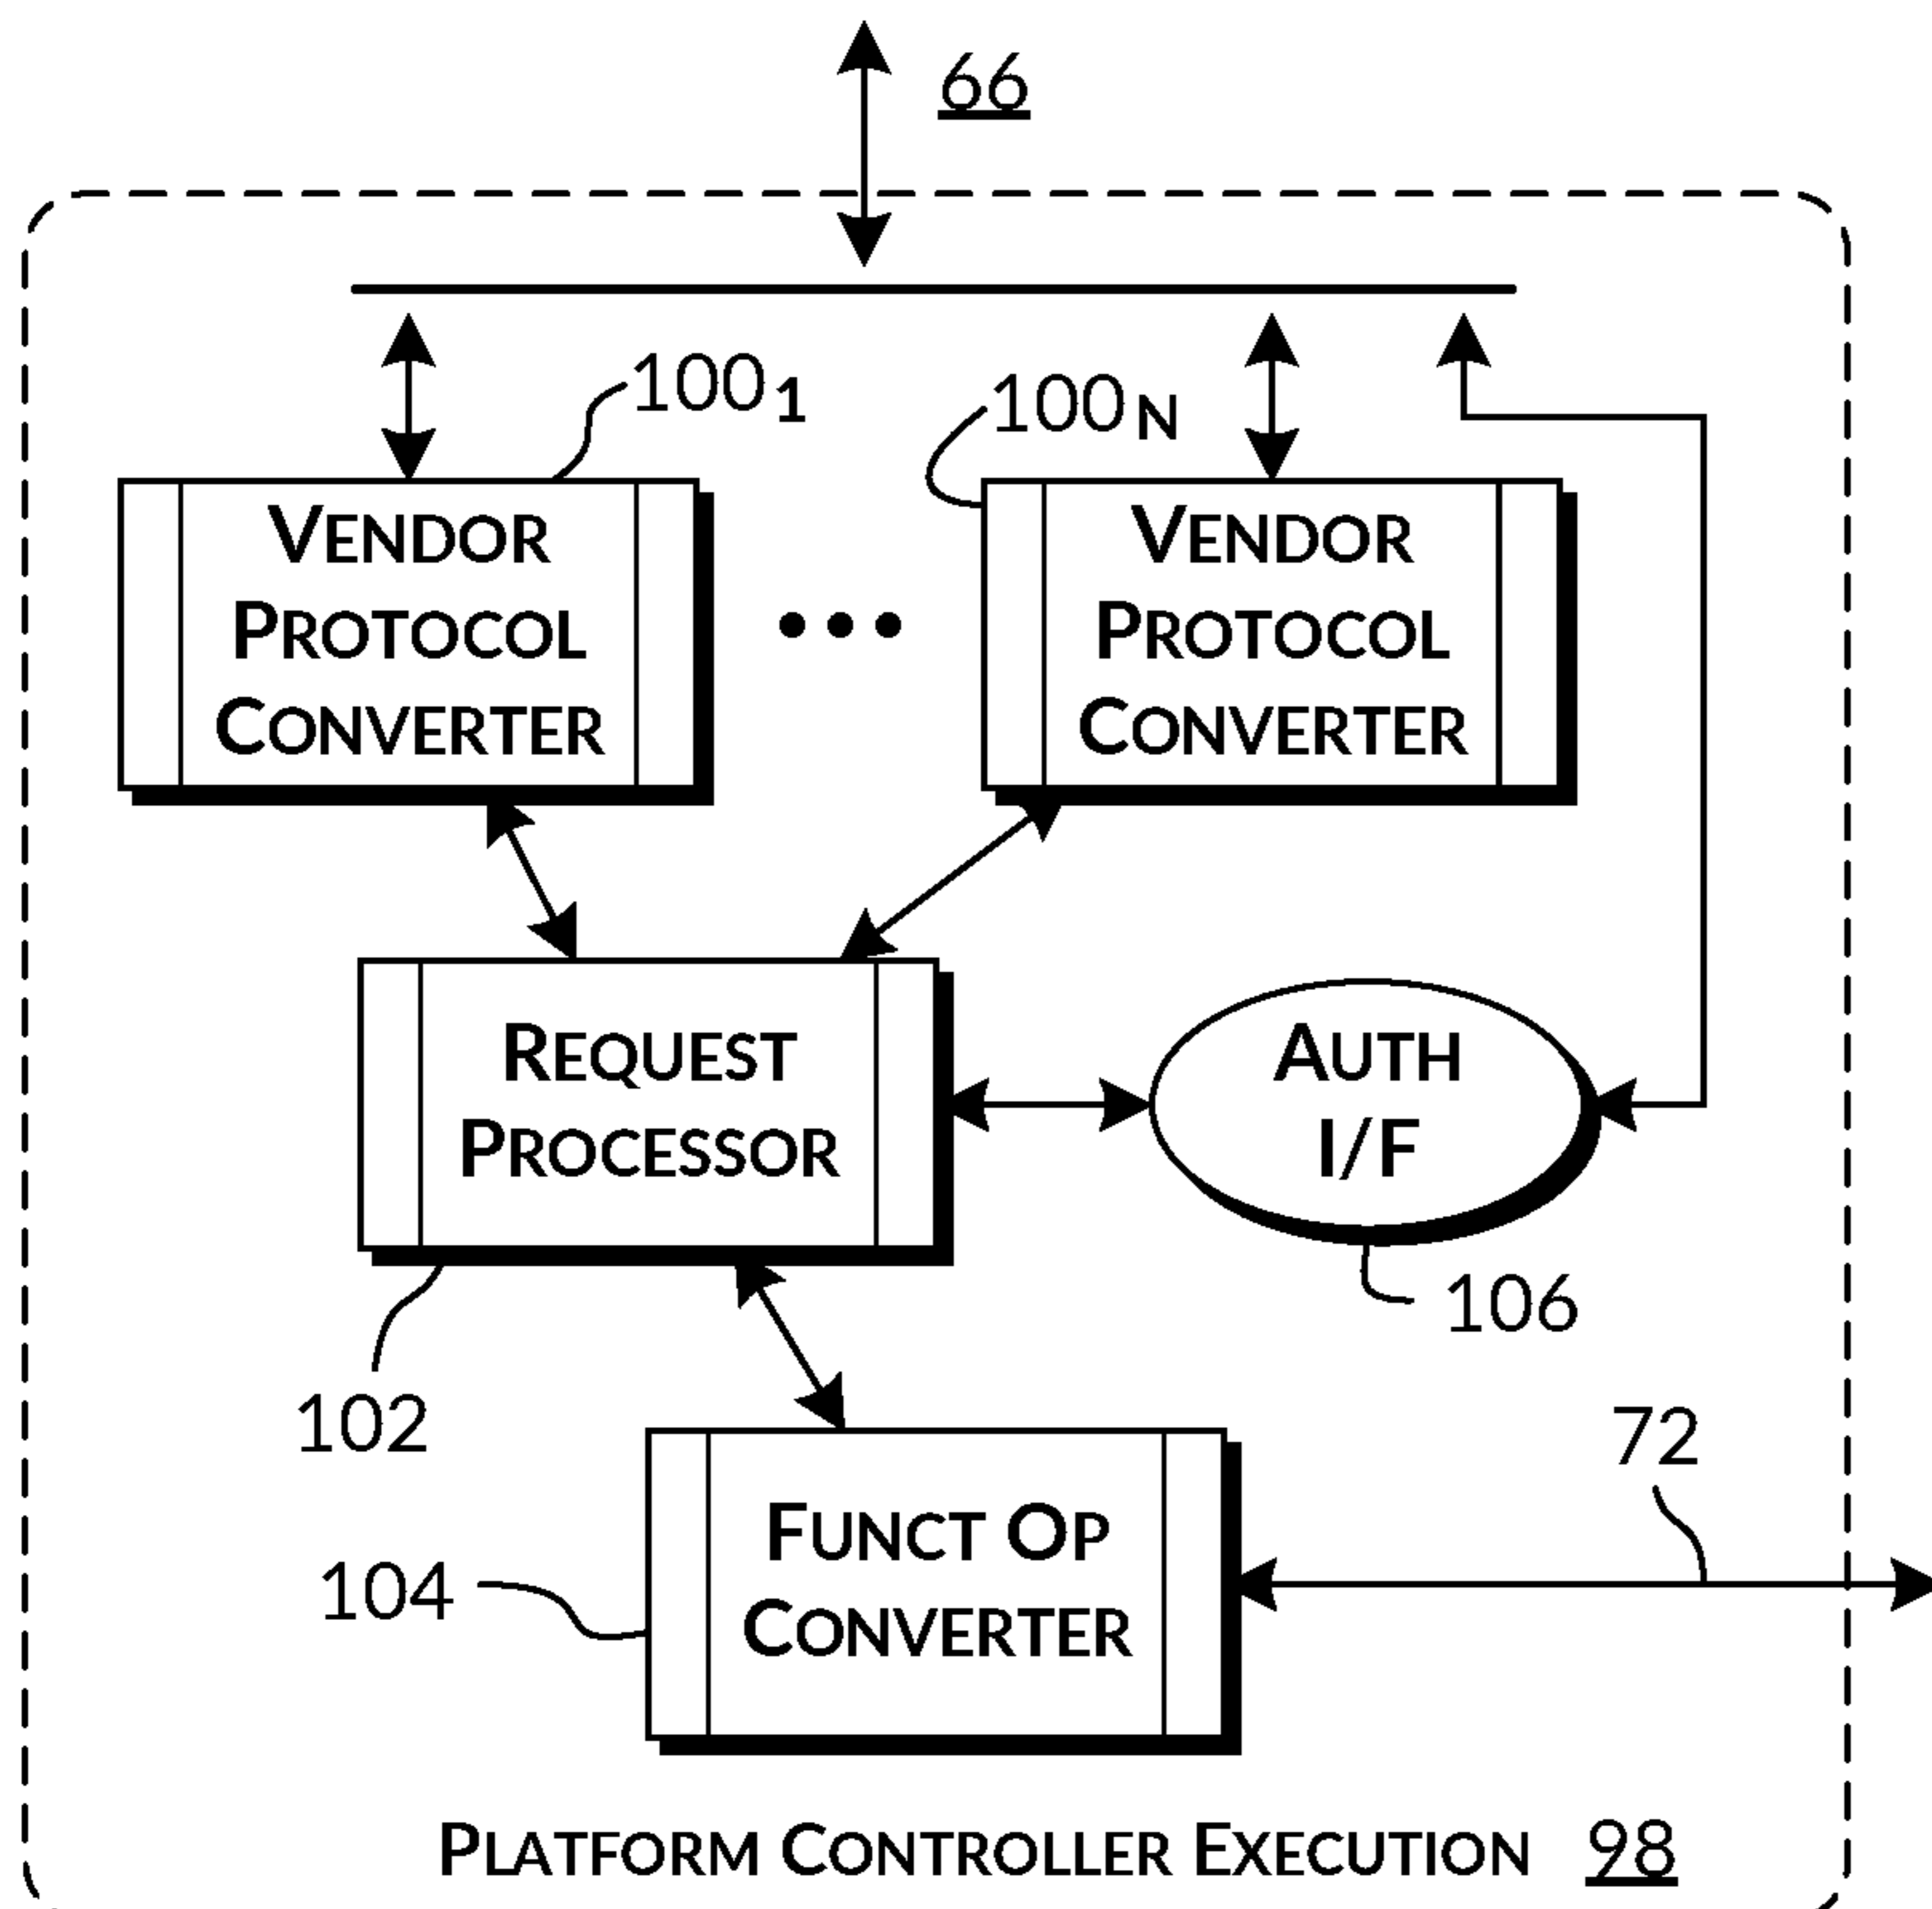 66
100₁
100N
VENDOR
PROTOCOL
CONVERTER
VENDOR
PROTOCOL
CONVERTER
REQUEST
PROCESSOR
AUTH
I/F
106
102
72
FUNCT OP
CONVERTER
104
PLATFORM CONTROLLER EXECUTION 98